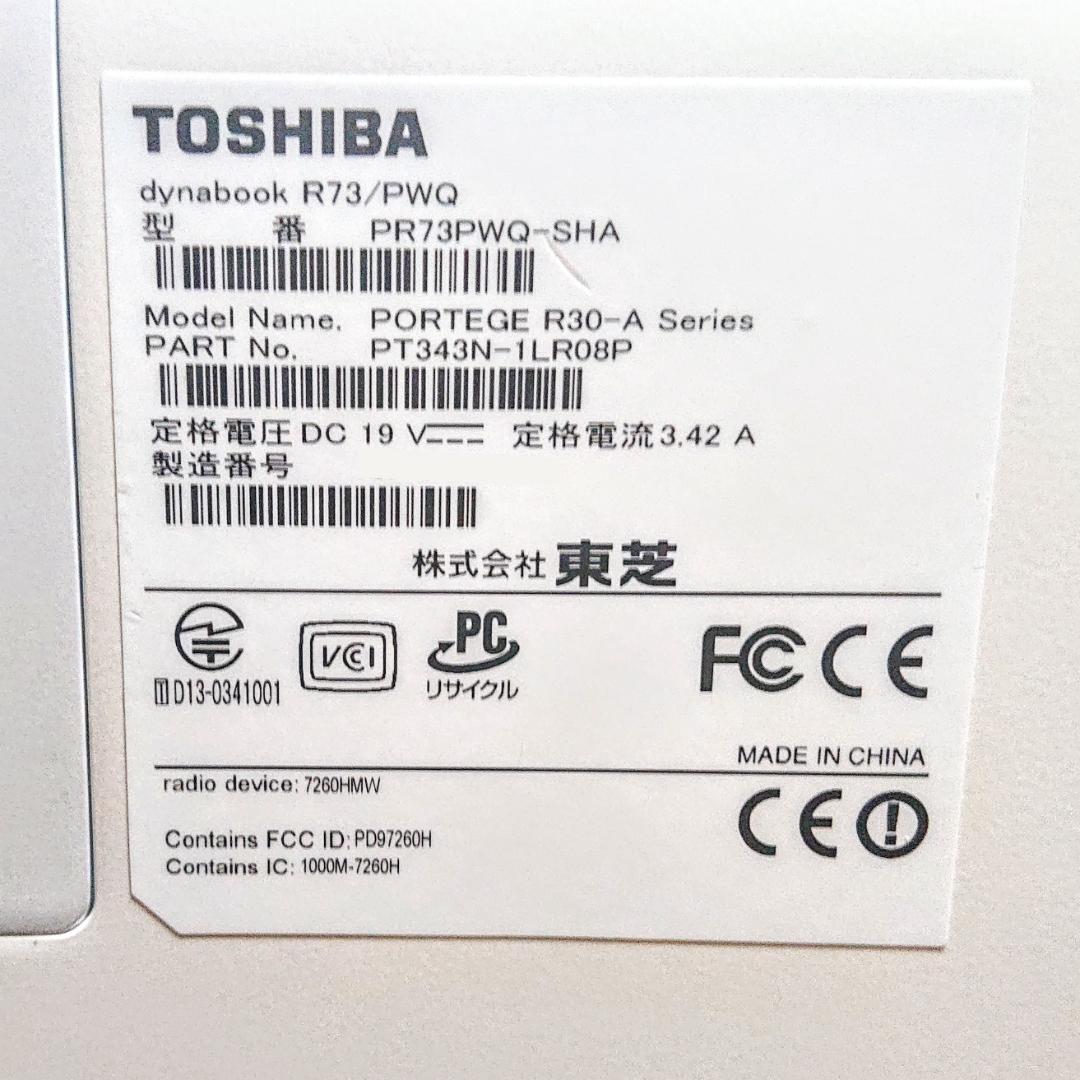 TOSHIBA
dynabook R73/PWQ
型 番 PR73PWQ-SHA
Model Name. PORTEGE R30-A Series
PART No. PT343N-1LR08P
定格電圧 DC 19 V 定格電流 3.42 A
製造番号
株式会社 東芝
T D13-0341001
VCI
PC
リサイクル
FC CE
MADE IN CHINA
radio device: 7260HMW
CE
Contains FCC ID: PD97260H
Contains IC: 1000M-7260H